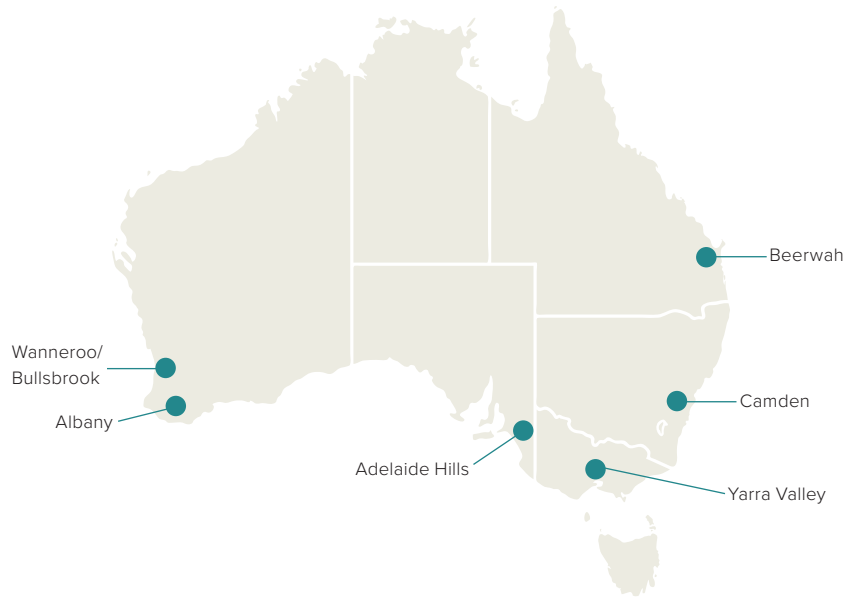 Beerwah
Wanneroo/
Bullsbrook
Camden
Albany
Adelaide Hills
Yarra Valley